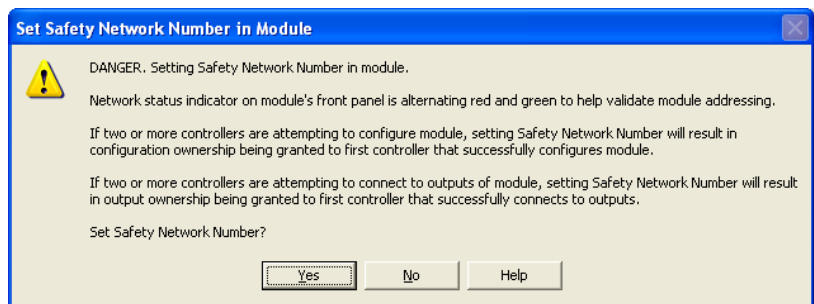 Set Safety Network Number in Module
DANGER. Setting Safety Network Number in module.
Network status indicator on module's front panel is alternating red and green to help validate module addressing.
If two or more controllers are attempting to configure module, setting Safety Network Number will result in
configuration ownership being granted to first controller that successfully configures module.
If two or more controllers are attempting to connect to outputs of module, setting Safety Network Number will result
in output ownership being granted to first controller that successfully connects to outputs.
Set Safety Network Number?
Yes No Help